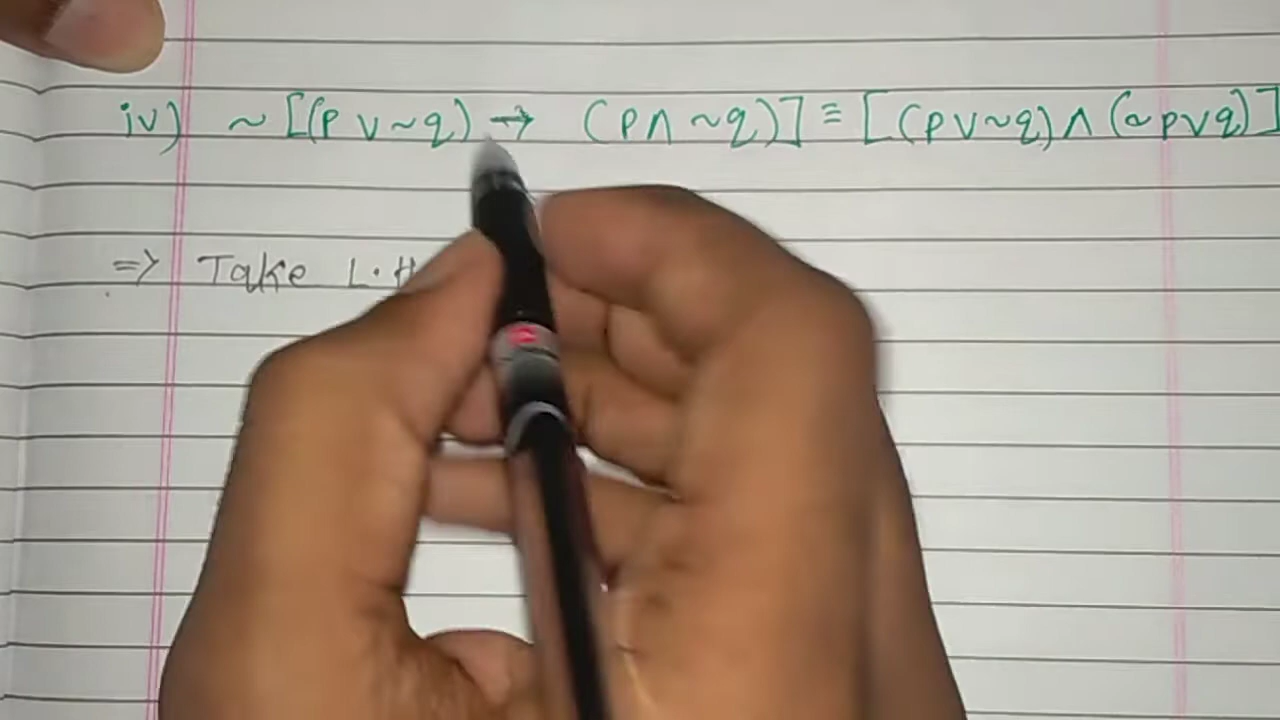 iv) ~ [(p ∨ ~q) → (p ∧ ~q)] ≡ [(p ∨ ~q) ∧ (~p ∨ q)]
=> Take L.H